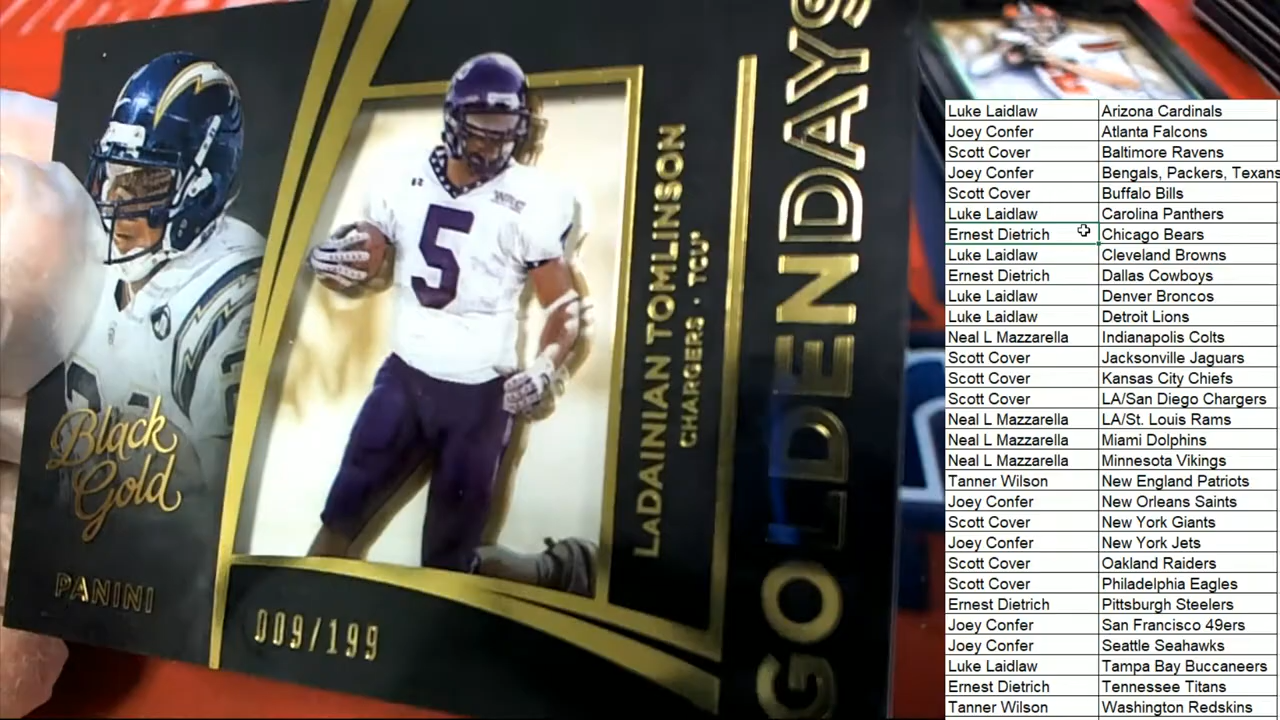 Black
Gold
PANINI
5
LADAINIAN TOMLINSON
CHARGERS · TCU
GOLDEN DAYS
009/199
Luke Laidlaw Arizona Cardinals
Joey Confer Atlanta Falcons
Scott Cover Baltimore Ravens
Joey Confer Bengals, Packers, Texans
Scott Cover Buffalo Bills
Luke Laidlaw Carolina Panthers
Ernest Dietrich Chicago Bears
Luke Laidlaw Cleveland Browns
Ernest Dietrich Dallas Cowboys
Luke Laidlaw Denver Broncos
Luke Laidlaw Detroit Lions
Neal L Mazzarella Indianapolis Colts
Scott Cover Jacksonville Jaguars
Scott Cover Kansas City Chiefs
Scott Cover LA/San Diego Chargers
Neal L Mazzarella LA/St. Louis Rams
Neal L Mazzarella Miami Dolphins
Neal L Mazzarella Minnesota Vikings
Tanner Wilson New England Patriots
Joey Confer New Orleans Saints
Scott Cover New York Giants
Joey Confer New York Jets
Scott Cover Oakland Raiders
Scott Cover Philadelphia Eagles
Ernest Dietrich Pittsburgh Steelers
Joey Confer San Francisco 49ers
Joey Confer Seattle Seahawks
Luke Laidlaw Tampa Bay Buccaneers
Ernest Dietrich Tennessee Titans
Tanner Wilson Washington Redskins